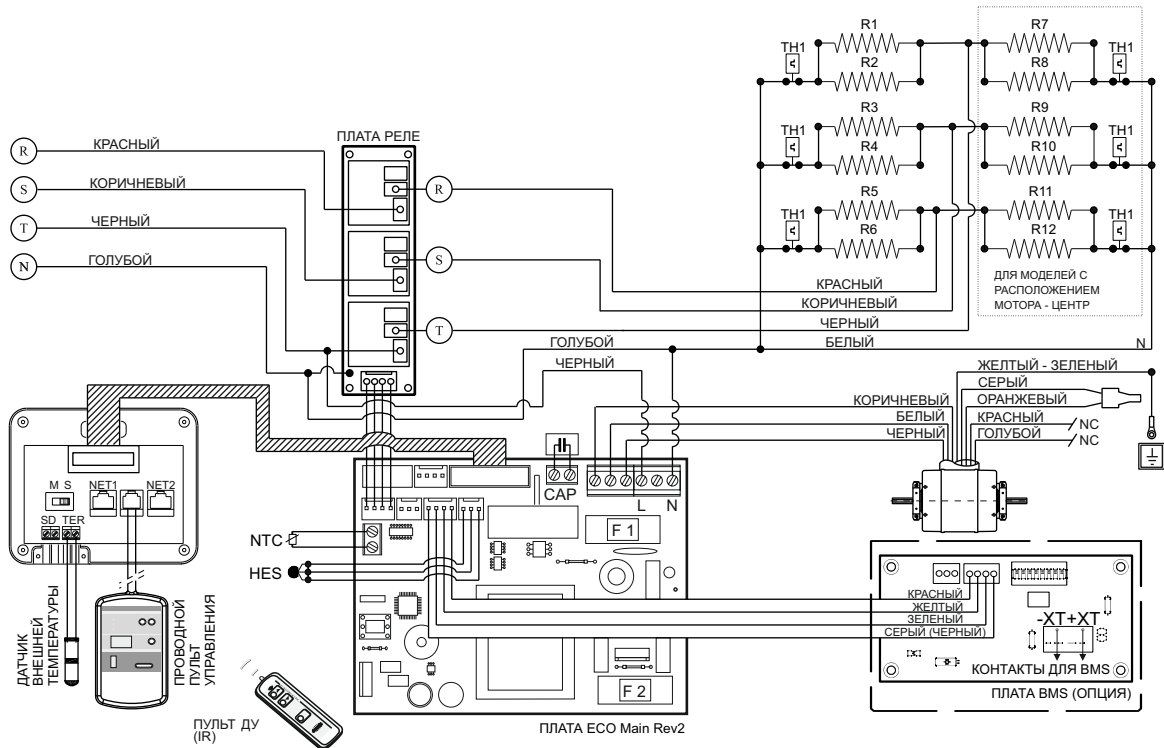 R1
R7
TH1
TH1
R2
R8
R3
R9
TH1
TH1
R4
R10
R5
R11
TH1
TH1
R6
R12
ДЛЯ МОДЕЛЕЙ С
РАСПОЛОЖЕНИЕМ
МОТОРА - ЦЕНТР
ПЛАТА РЕЛЕ
R
КРАСНЫЙ
S
КОРИЧНЕВЫЙ
T
ЧЕРНЫЙ
N
ГОЛУБОЙ
R
S
T
КРАСНЫЙ
КОРИЧНЕВЫЙ
ЧЕРНЫЙ
ГОЛУБОЙ
БЕЛЫЙ
N
ЧЕРНЫЙ
ЖЕЛТЫЙ - ЗЕЛЕНЫЙ
СЕРЫЙ
КОРИЧНЕВЫЙ
ОРАНЖЕВЫЙ
БЕЛЫЙ
КРАСНЫЙ
NC
ЧЕРНЫЙ
ГОЛУБОЙ
NC
M S
NET1
NET2
SD TER
CAP
L
N
F 1
NTC
HES
F 2
КРАСНЫЙ
ЖЕЛТЫЙ
ЗЕЛЕНЫЙ
СЕРЫЙ (ЧЕРНЫЙ)
-XT+XT
КОНТАКТЫ ДЛЯ BMS
ПЛАТА BMS (ОПЦИЯ)
ДАТЧИК
ВНЕШНЕЙ
ТЕМПЕРАТУРЫ
ПРОВОДНОЙ
ПУЛЬТ
УПРАВЛЕНИЯ
ПУЛЬТ ДУ
(IR)
ПЛАТА ECO Main Rev2